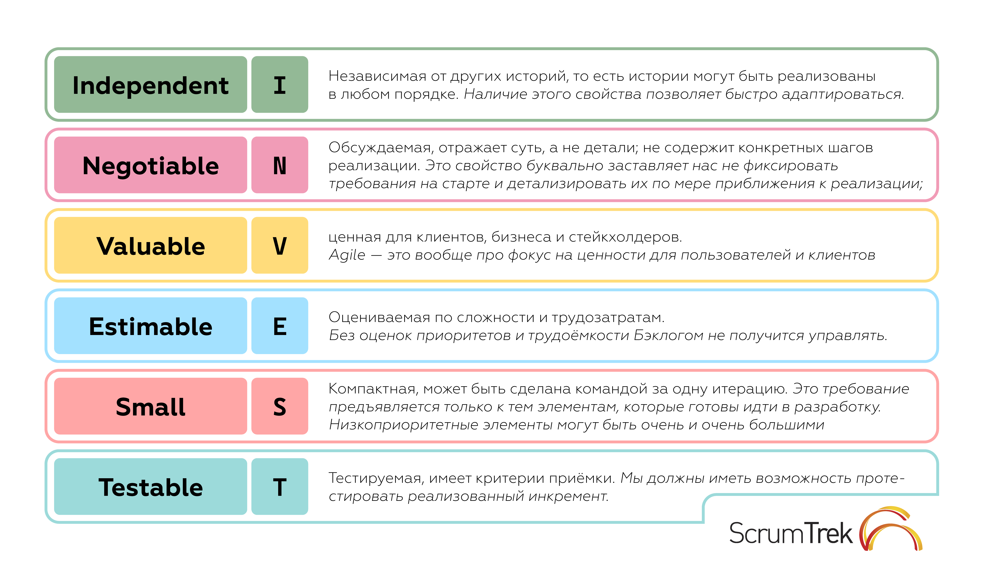 Independent
I
Независимая от других историй, то есть истории могут быть реализованы
в любом порядке. Наличие этого свойства позволяет быстро адаптироваться.
Negotiable
N
Обсуждаемая, отражает суть, а не детали; не содержит конкретных шагов
реализации. Это свойство буквально заставляет нас не фиксировать
требования на старте и детализировать их по мере приближения к реализации;
Valuable
V
ценная для клиентов, бизнеса и стейкхолдеров.
Agile — это вообще про фокус на ценности для пользователей и клиентов
Estimable
E
Оцениваемая по сложности и трудозатратам.
Без оценок приоритетов и трудоёмкости Бэклогом не получится управлять.
Small
S
Компактная, может быть сделана командой за одну итерацию. Это требование
предъявляется только к тем элементам, которые готовы идти в разработку.
Низкоприоритетные элементы могут быть очень и очень большими
Testable
T
Тестируемая, имеет критерии приёмки. Мы должны иметь возможность проте-
стировать реализованный инкремент.
ScrumTrek